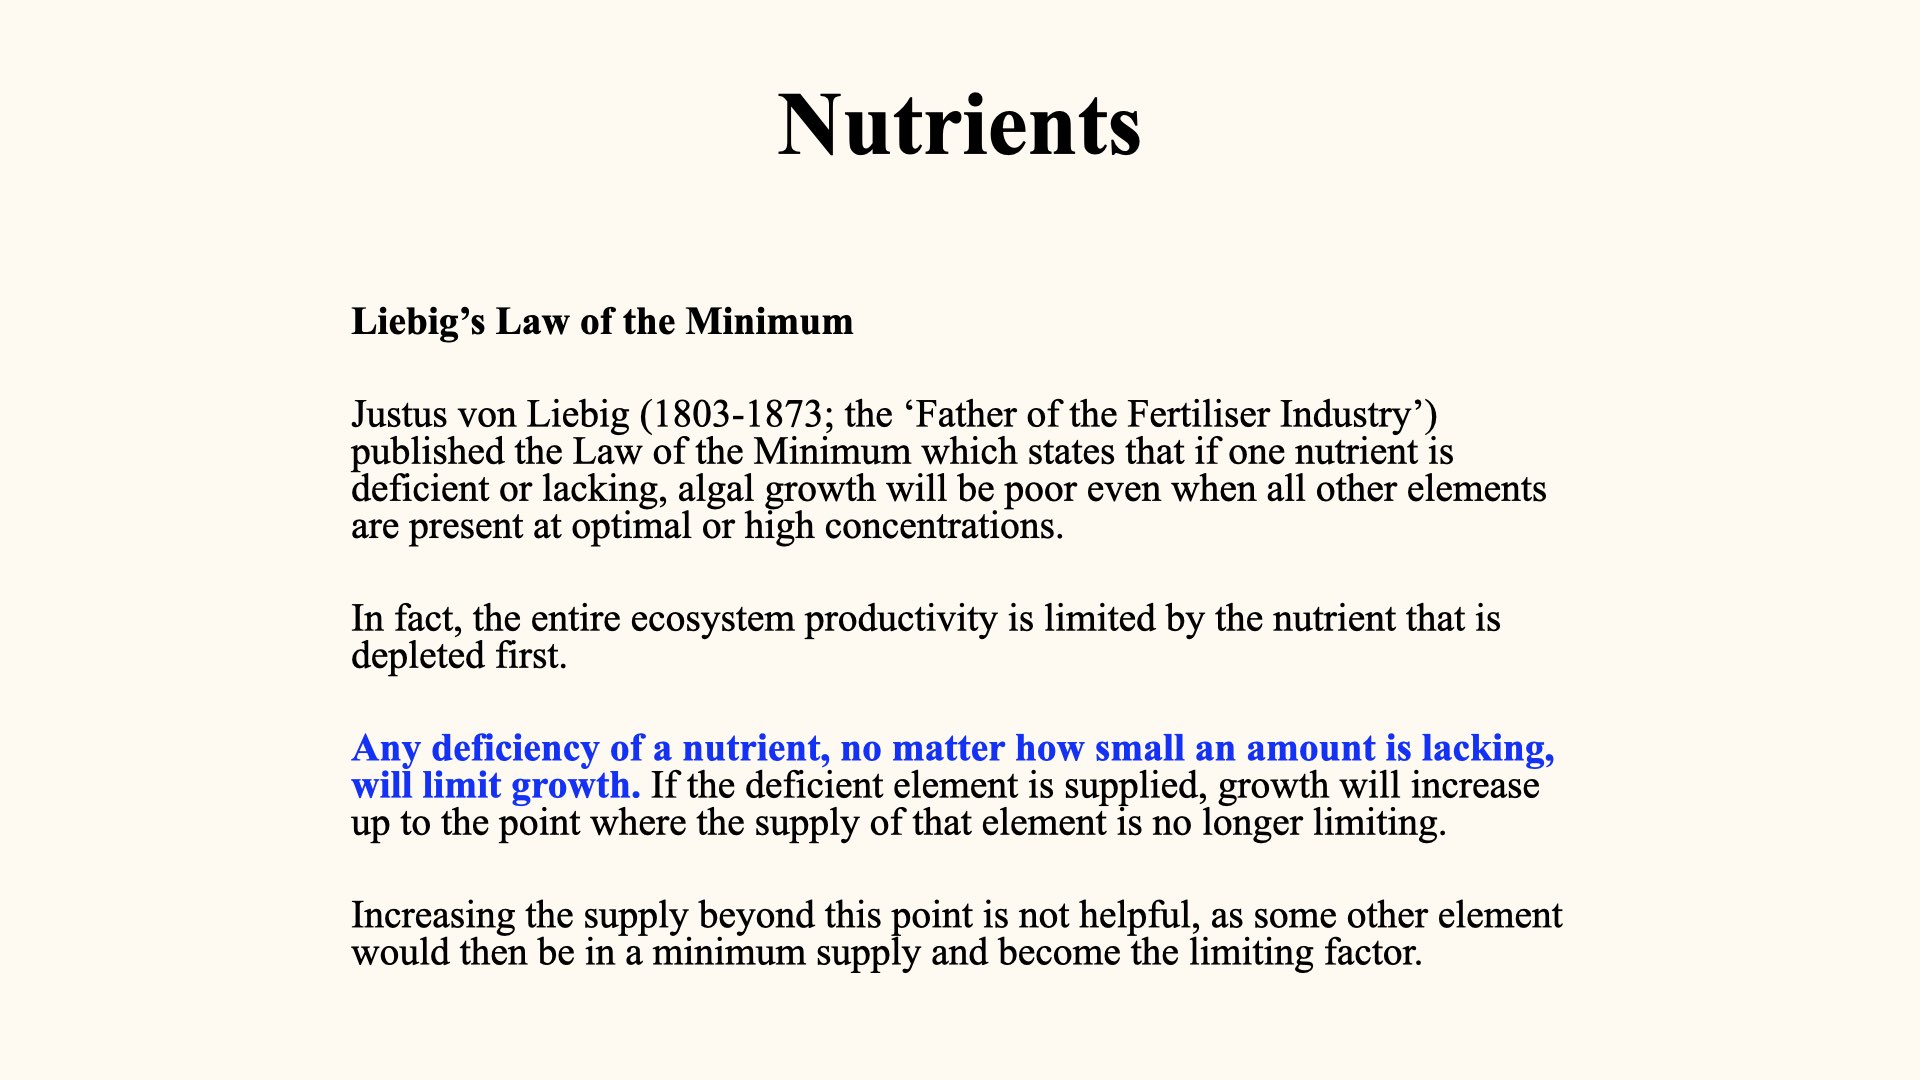 Nutrients
Liebig’s Law of the Minimum
Justus von Liebig (1803-1873; the ‘Father of the Fertiliser Industry’)
published the Law of the Minimum which states that if one nutrient is
deficient or lacking, algal growth will be poor even when all other elements
are present at optimal or high concentrations.
In fact, the entire ecosystem productivity is limited by the nutrient that is
depleted first.
Any deficiency of a nutrient, no matter how small an amount is lacking,
will limit growth. If the deficient element is supplied, growth will increase
up to the point where the supply of that element is no longer limiting.
Increasing the supply beyond this point is not helpful, as some other element
would then be in a minimum supply and become the limiting factor.